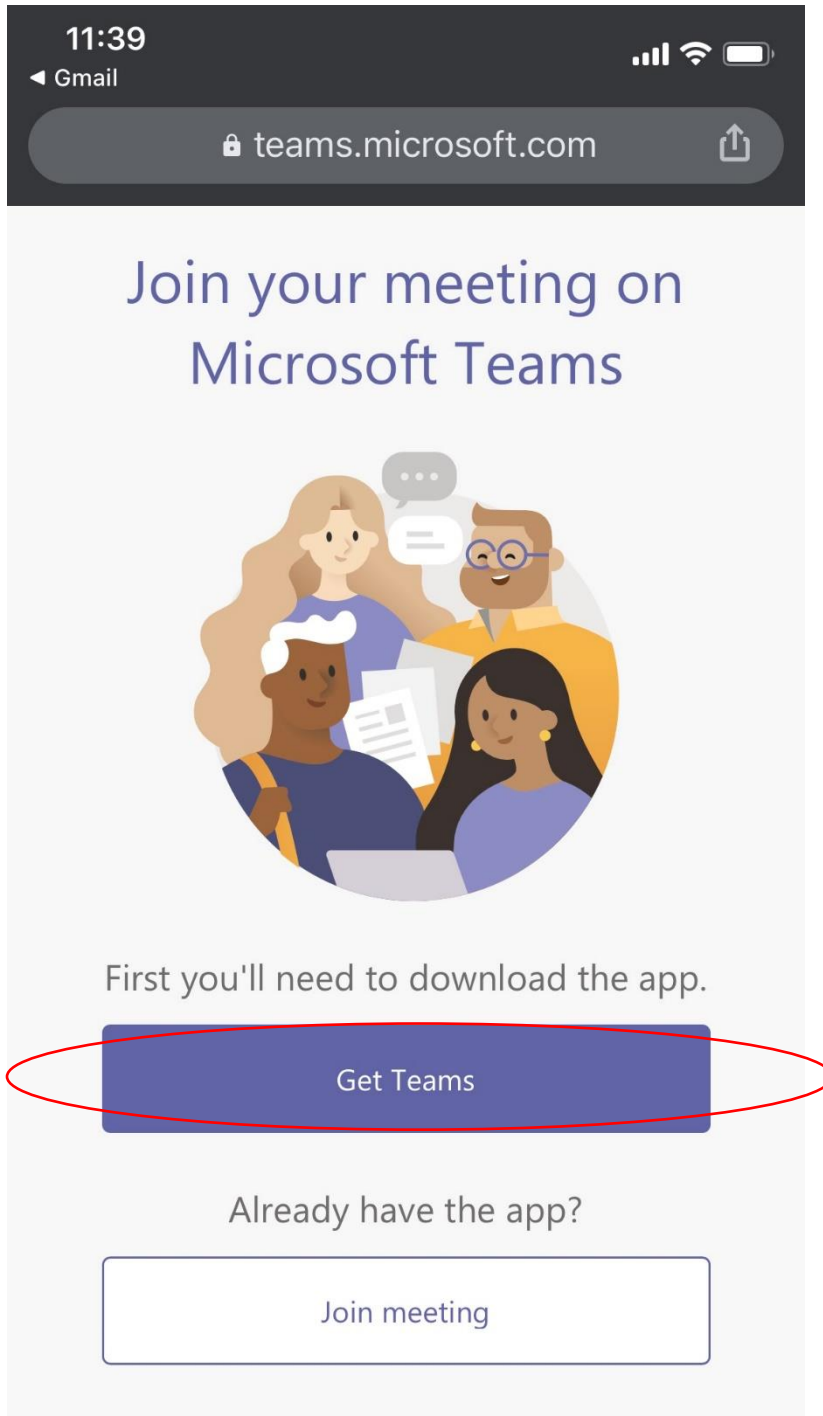 11:39
◀ Gmail
teams.microsoft.com
Join your meeting on
Microsoft Teams
First you'll need to download the app.
Get Teams
Already have the app?
Join meeting